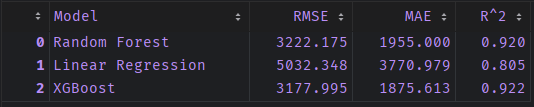 Model RMSE MAE R^2
0 Random Forest 3222.175 1955.000 0.920
1 Linear Regression 5032.348 3770.979 0.805
2 XGBoost 3177.995 1875.613 0.922